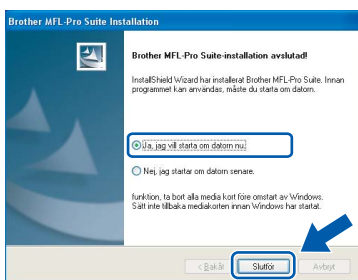 Brother MFL-Pro Suite Installation
Brother MFL-Pro Suite-installation avslutad!
InstallShield Wizard har installerat Brother MFL-Pro Suite. Innan
programmet kan användas, måste du starta om datorn.
Ja, jag vill starta om datorn nu.
Nej, jag startar om datorn senare.
funktion, ta bort alla media kort före omstart av Windows.
Sätt inte tillbaka mediakorten innan Windows har startat.
< Bakåt
Slutför
Avbryt